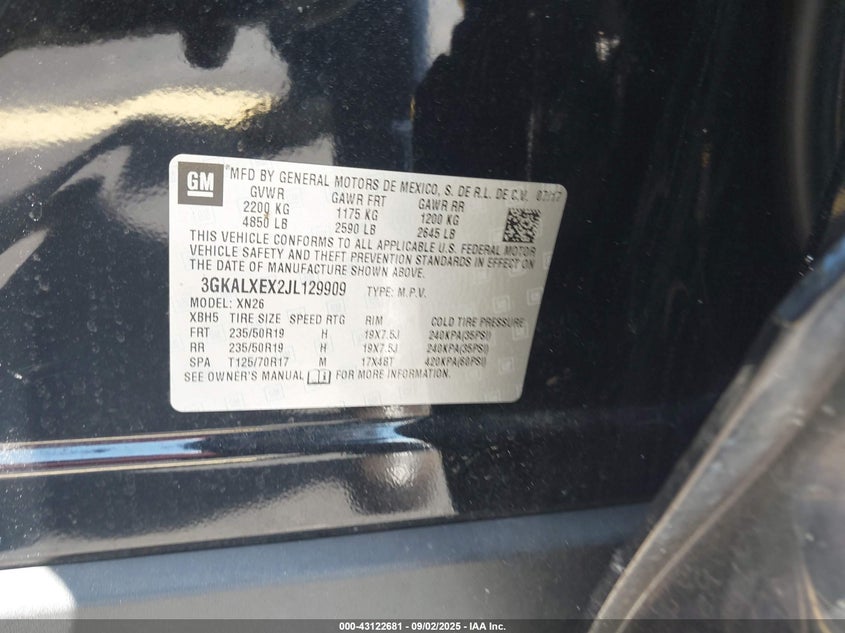 GM
®MFD BY GENERAL MOTORS DE MEXICO, S. DE R.L. DE C.V. 07/17
GVWR GAWR FRT GAWR RR
2200 KG 1175 KG 1200 KG
4850 LB 2590 LB 2645 LB
THIS VEHICLE CONFORMS TO ALL APPLICABLE U.S. FEDERAL MOTOR
VEHICLE SAFETY AND THEFT PREVENTION STANDARDS IN EFFECT ON
THE DATE OF MANUFACTURE SHOWN ABOVE.
3GKALXEX2JL129909 TYPE: M.P.V.
MODEL: XN26
XBH5 TIRE SIZE SPEED RTG RIM COLD TIRE PRESSURE
FRT 235/50R19 H 19X7.5J 240KPA(35PSI)
RR 235/50R19 H 19X7.5J 240KPA(35PSI)
SPA T125/70R17 M 17X4BT 420KPA(60PSI)
SEE OWNER'S MANUAL FOR MORE INFORMATION.
000-43122681 - 09/02/2025 - IAA Inc.